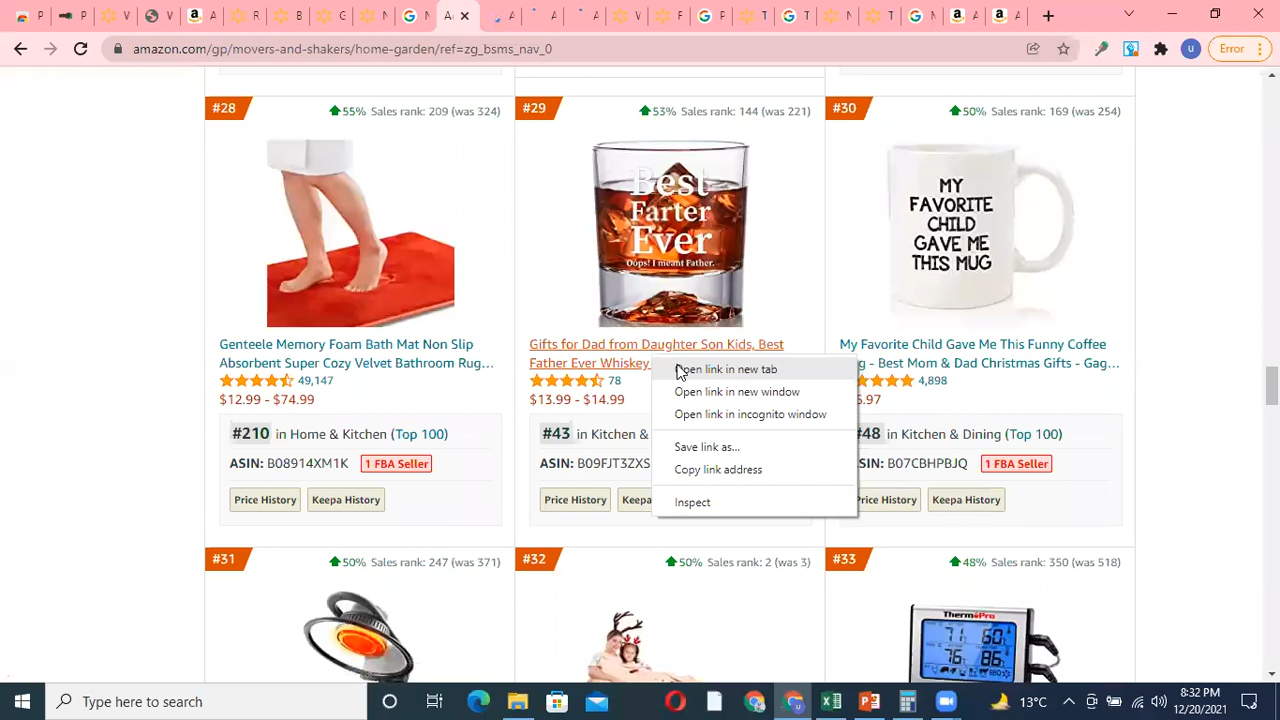 R
W
a
R
B
G
N
G
A
A
A
A
W
G
P
T
W
T
G
A
A
amazon.com/gp/movers-and-shakers/home-garden/ref=zg_bsms_nav_0
u
Error
#28
55% Sales rank: 209 (was 324)
#29
53% Sales rank: 144 (was 221)
#30
50% Sales rank: 169 (was 254)
Best
Farter
Ever
Oops! I meant Father.
MY
FAVORITE
CHILD
GAVE ME
THIS MUG
Genteele Memory Foam Bath Mat Non Slip
Absorbent Super Cozy Velvet Bathroom Rug…
49,147
$12.99 - $74.99
#210 in Home & Kitchen (Top 100)
ASIN: B08914XM1K 1 FBA Seller
Price History Keepa History
Gifts for Dad from Daughter Son Kids, Best
Father Ever Whiskey
78
$13.99 - $14.99
#43 in Kitchen &
ASIN: B09FJT3ZXS
Price History Keepa
Open link in new tab
Open link in new window
Open link in incognito window
Save link as...
Copy link address
Inspect
My Favorite Child Gave Me This Funny Coffee
- Best Mom & Dad Christmas Gifts - Gag…
4,898
6.97
#48 in Kitchen & Dining (Top 100)
ASIN: B07CBHPBJQ 1 FBA Seller
Price History Keepa History
#31
50% Sales rank: 247 (was 371)
#32
50% Sales rank: 2 (was 3)
#33
48% Sales rank: 350 (was 518)
ThermoPro
71 60
76 86
Type here to search
13°C
8:32 PM
12/20/2021